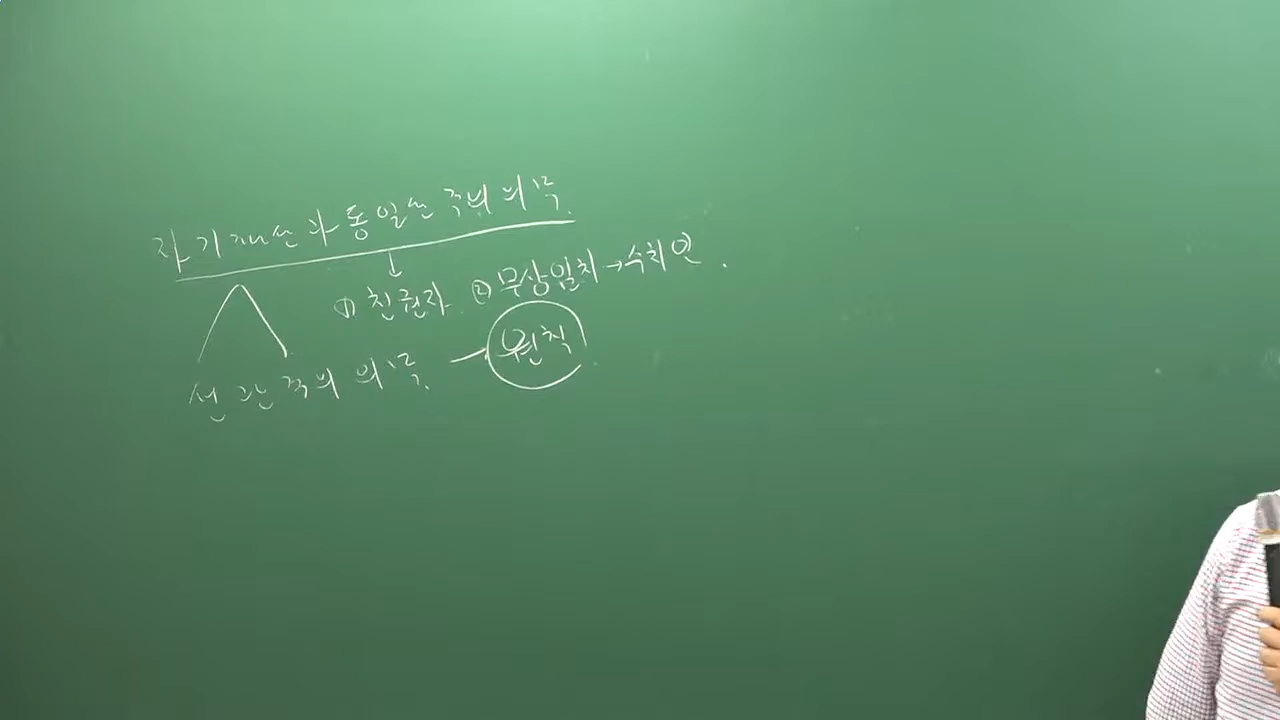 자기재산과 동일한 주의 의무.
↓
① 친권자. ② 무상임치 → 수치인.
선관주의 의무. → 원칙